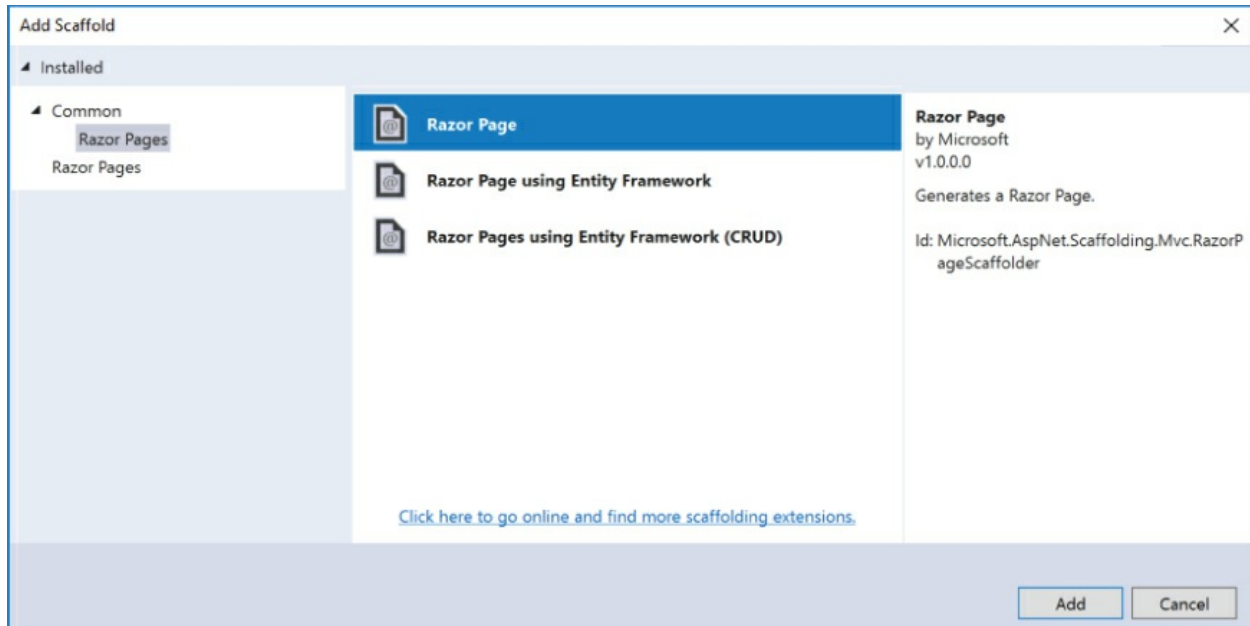 Add Scaffold
Installed
Common
Razor Pages
Razor Pages
Razor Page
Razor Page using Entity Framework
Razor Pages using Entity Framework (CRUD)
Click here to go online and find more scaffolding extensions.
Razor Page
by Microsoft
v1.0.0.0
Generates a Razor Page.
Id: Microsoft.AspNet.Scaffolding.Mvc.RazorP
ageScaffolder
Add
Cancel